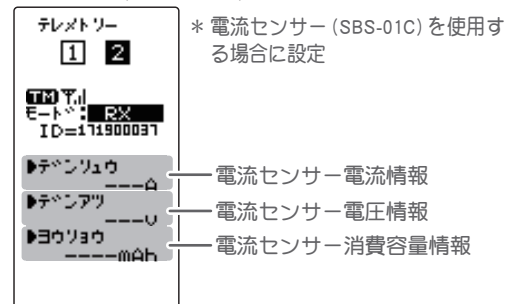 テレメトリー
1 2
TM
モード: RX
ID=171900037
▶デンリュウ
---A
▶デンアツ
---V
▶ヨウリョウ
----mAh
＊電流センサー(SBS-01C)を使用す
る場合に設定
電流センサー電流情報
電流センサー電圧情報
電流センサー消費容量情報